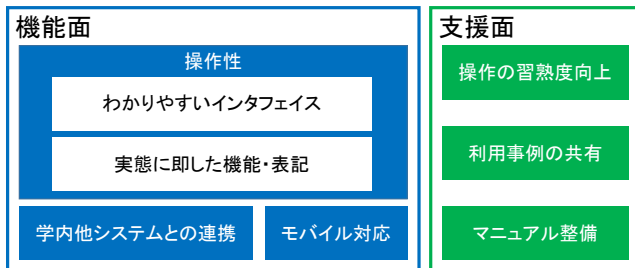 機能面
操作性
わかりやすいインタフェイス
実態に即した機能・表記
学内他システムとの連携
モバイル対応
支援面
操作の習熟度向上
利用事例の共有
マニュアル整備